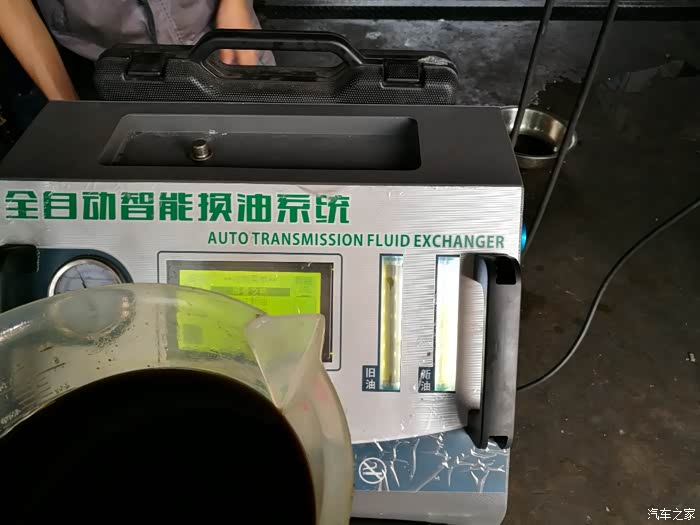 全自动智能换油系统
AUTO TRANSMISSION FLUID EXCHANGER
旧油
新油
汽车之家